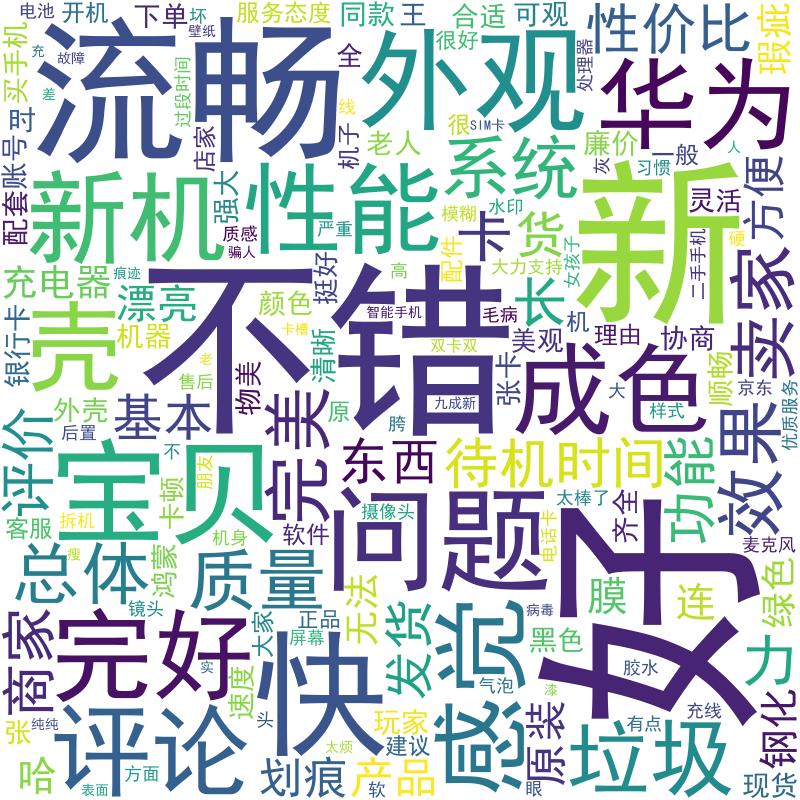 电池
开机
坏
下单
服务态度
同款
王
合适
可观
性价比
瑕疵
买手机
充
壁纸
故障
差
过段时间
流畅
全
很好
外观
处理器
华为
账号
母
店家
线
机子
老人
很
SIM卡
廉价
灰
一般
习惯
人
配套
新机
强大
性能
系统
水印
灵活
方便
质感
骗人
严重
模糊
卡
配件
货
女孩子
新
二手手机
硬
充电器
痕迹
漂亮
颜色
挺好
高
大力支持
长
卖家
银行卡
机器
壳
不错
智能手机
卡槽
毛病
双卡双
美观
机
理由
协商
顺畅
老
售后
物美
清晰
原
张卡
成色
大
京东
样式
优质服务
外壳
后置
基本
九成新
胯
评价
不
宝贝
朋友
完美
东西
待机时间
功能
效果
客服
拆机
卡顿
机身
软件
摄像头
问题
太棒了
电话卡
齐全
麦克风
总体
瘦
鸿蒙
镜头
质量
无法
正品
屏幕
大家
病毒
好
膜
连
绿色
商家
完好
实
速度
头
快
发货
感觉
气泡
黑色
胶水
漆
力
张
纯纯
评论
玩家
建议
太烦
原装
有点
充线
垃圾
钢化
哈
表面
方面
划痕
产品
软
眼
现货